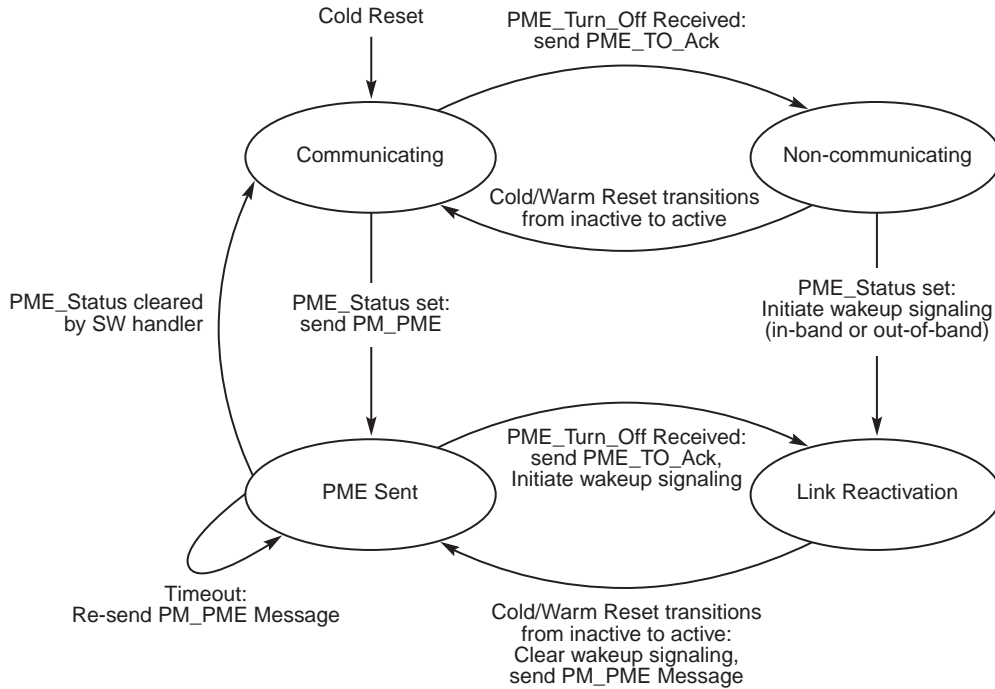 Cold Reset
PME_Turn_Off Received:
send PME_TO_Ack
Communicating
Non-communicating
Cold/Warm Reset transitions
from inactive to active
PME_Status cleared
by SW handler
PME_Status set:
send PM_PME
PME_Status set:
Initiate wakeup signaling
(in-band or out-of-band)
PME_Turn_Off Received:
send PME_TO_Ack,
Initiate wakeup signaling
PME Sent
Link Reactivation
Timeout:
Re-send PM_PME Message
Cold/Warm Reset transitions
from inactive to active:
Clear wakeup signaling,
send PM_PME Message